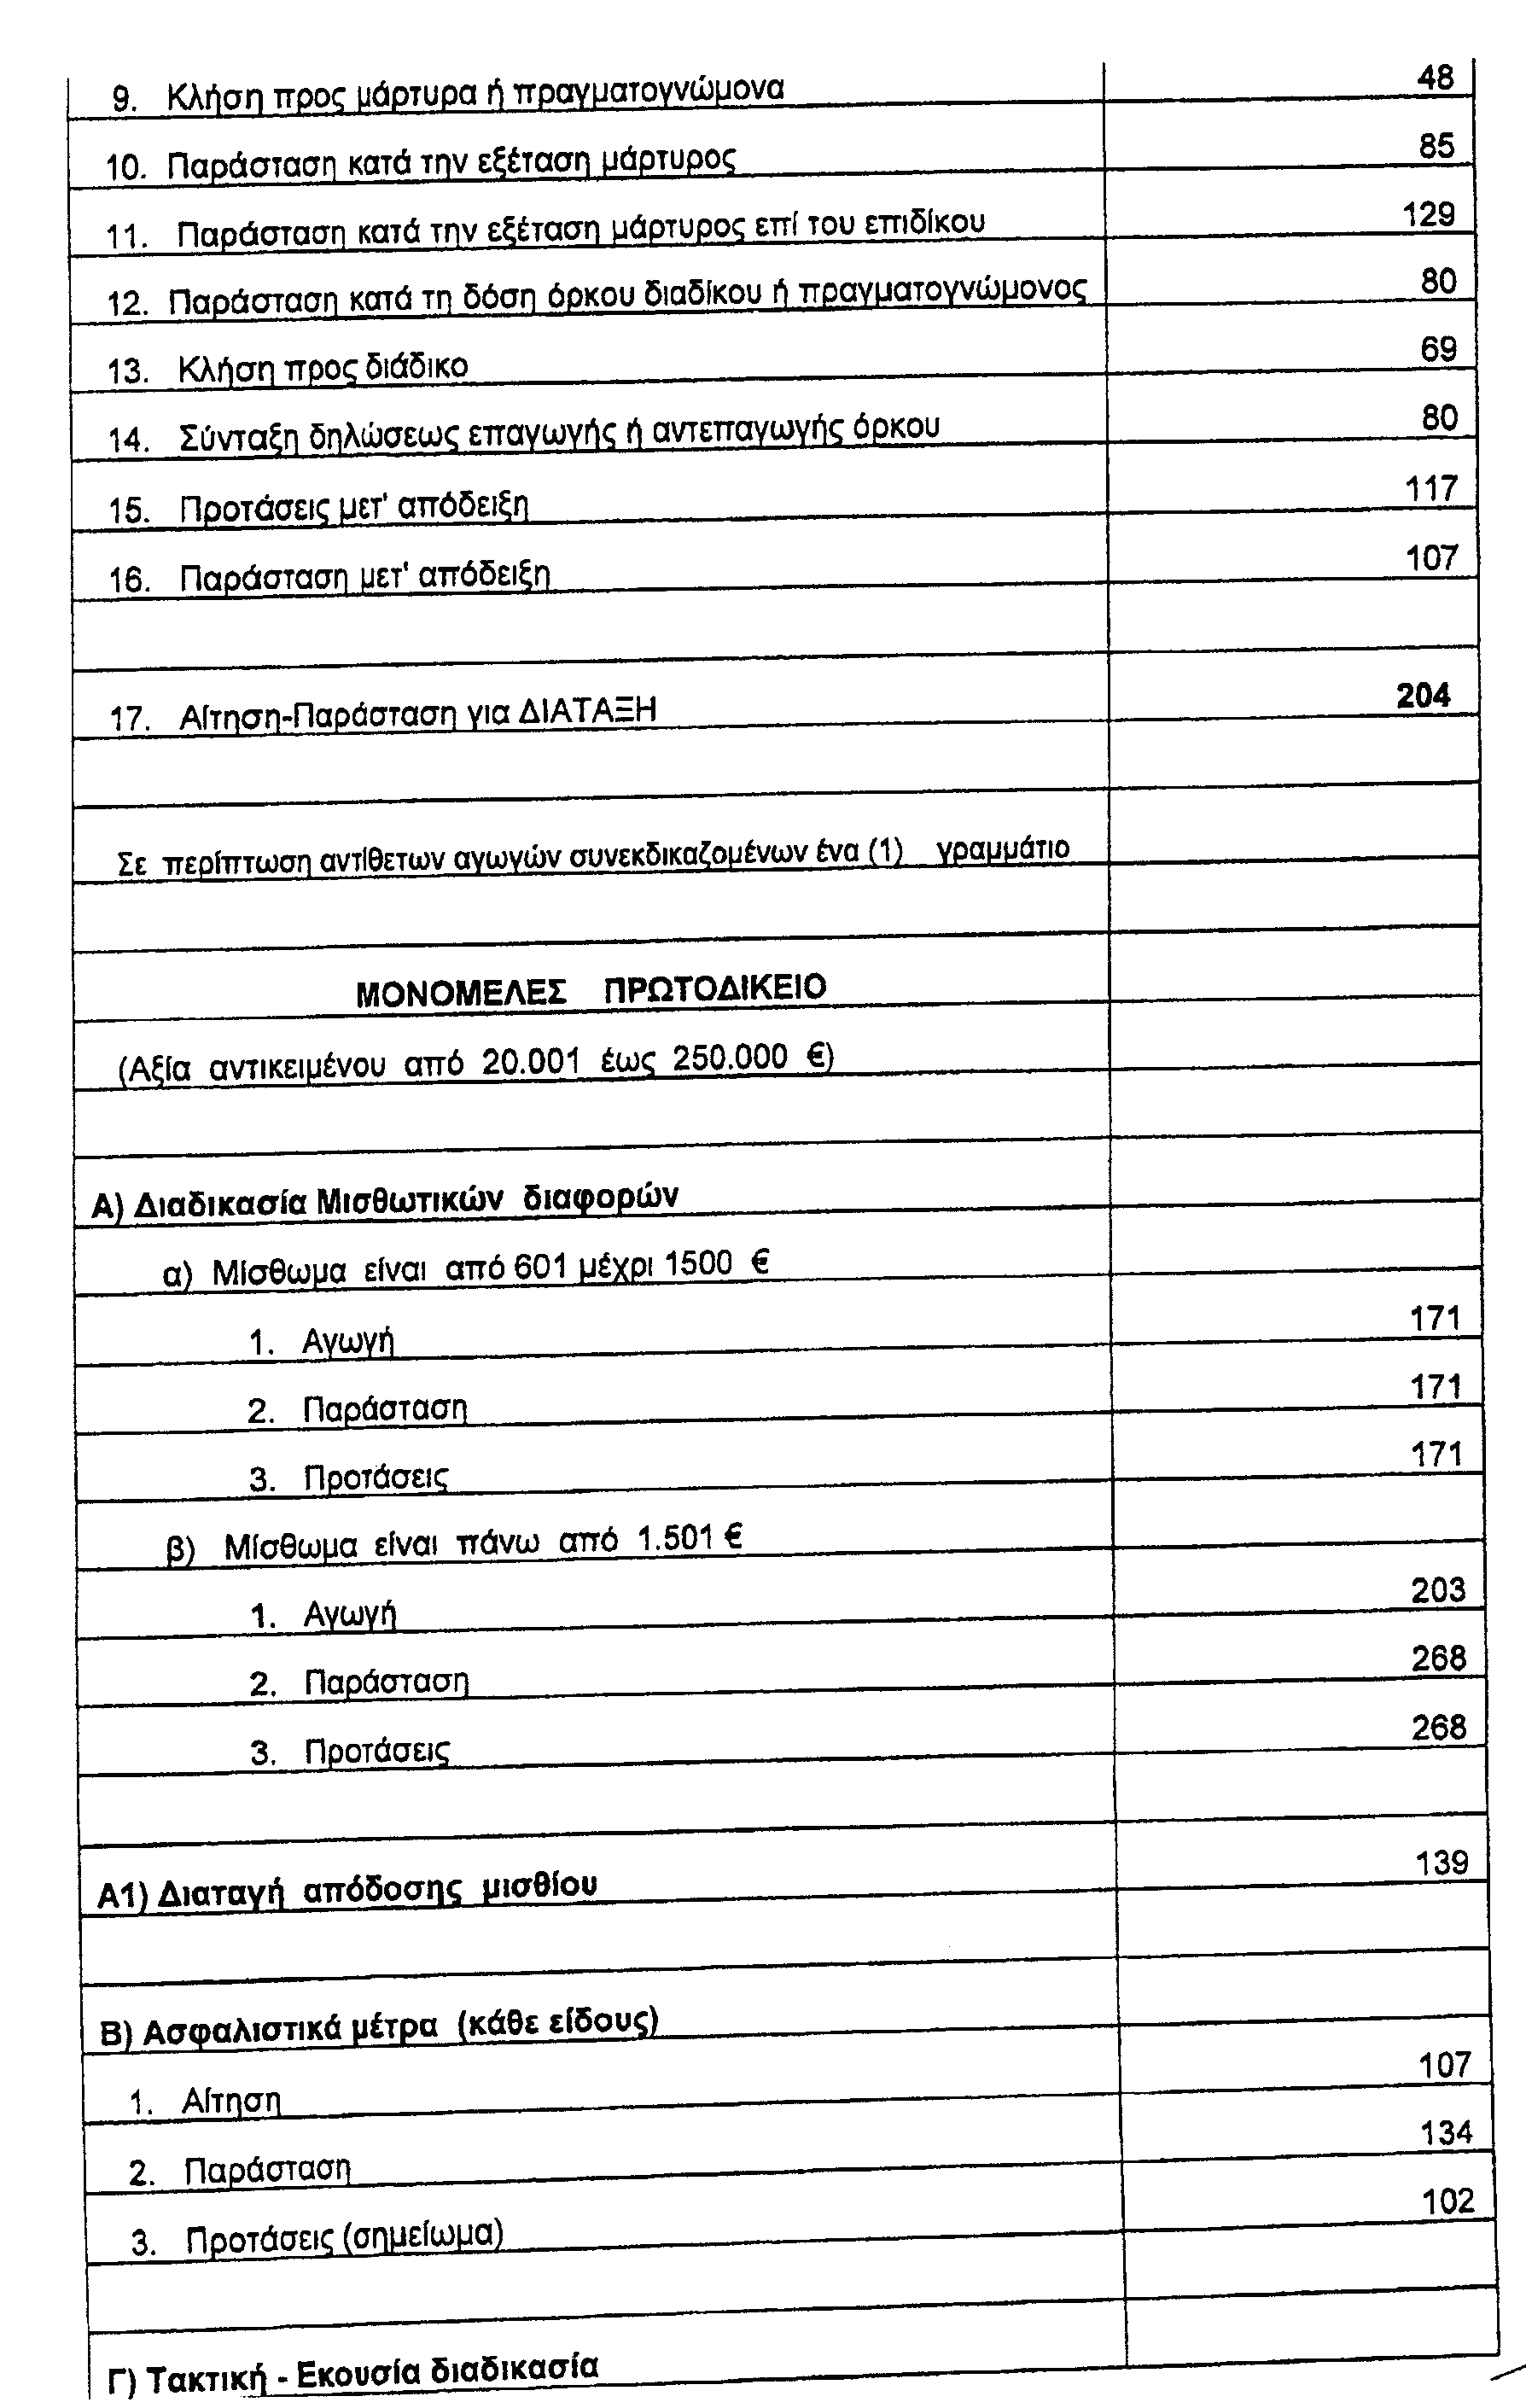 9. Κλήση προς μάρτυρα ή πραγματογνώμονα 48
10. Παράσταση κατά την εξέταση μάρτυρος 85
11. Παράσταση κατά την εξέταση μάρτυρος επί του επιδίκου 129
12. Παράσταση κατά τη δόση όρκου διαδίκου ή πραγματογνώμονος 80
13. Κλήση προς διάδικο 69
14. Σύνταξη δηλώσεως επαγωγής ή αντεπαγωγής όρκου 80
15. Προτάσεις μετ' απόδειξη 117
16. Παράσταση μετ' απόδειξη 107
17. Αίτηση-Παράσταση για ΔΙΑΤΑΞΗ 204
Σε περίπτωση αντίθετων αγωγών συνεκδικαζομένων ένα (1) γραμμάτιο
ΜΟΝΟΜΕΛΕΣ ΠΡΩΤΟΔΙΚΕΙΟ
(Αξία αντικειμένου από 20.001 έως 250.000 €)
Α) Διαδικασία Μισθωτικών διαφορών
α) Μίσθωμα είναι από 601 μέχρι 1500 €
1. Αγωγή 171
2. Παράσταση 171
3. Προτάσεις 171
β) Μίσθωμα είναι πάνω από 1.501 €
1. Αγωγή 203
2. Παράσταση 268
3. Προτάσεις 268
Α1) Διαταγή απόδοσης μισθίου 139
Β) Ασφαλιστικά μέτρα (κάθε είδους)
1. Αίτηση 107
2. Παράσταση 134
3. Προτάσεις (σημείωμα) 102
Γ) Τακτική - Εκουσία διαδικασία